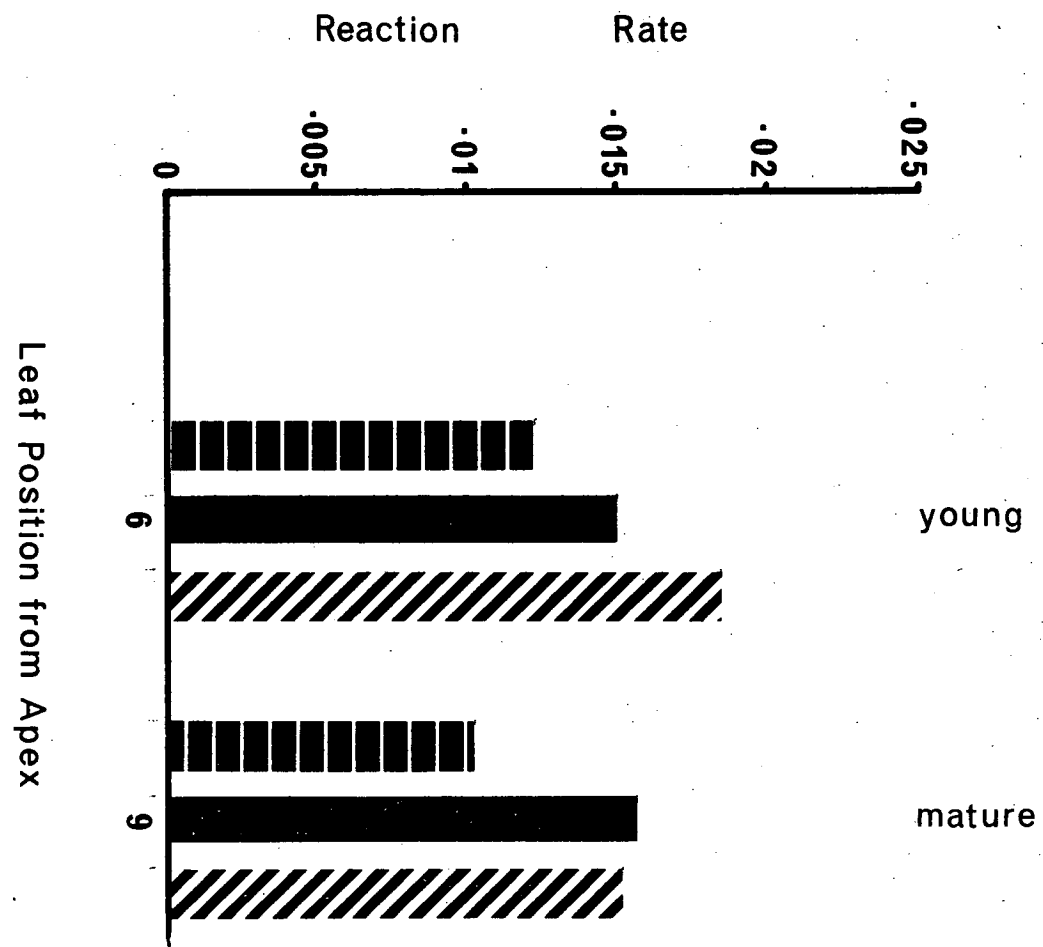 Reaction Rate
0 ·005 ·01 ·015 ·02 ·025
Leaf Position from Apex
6
young
9
mature